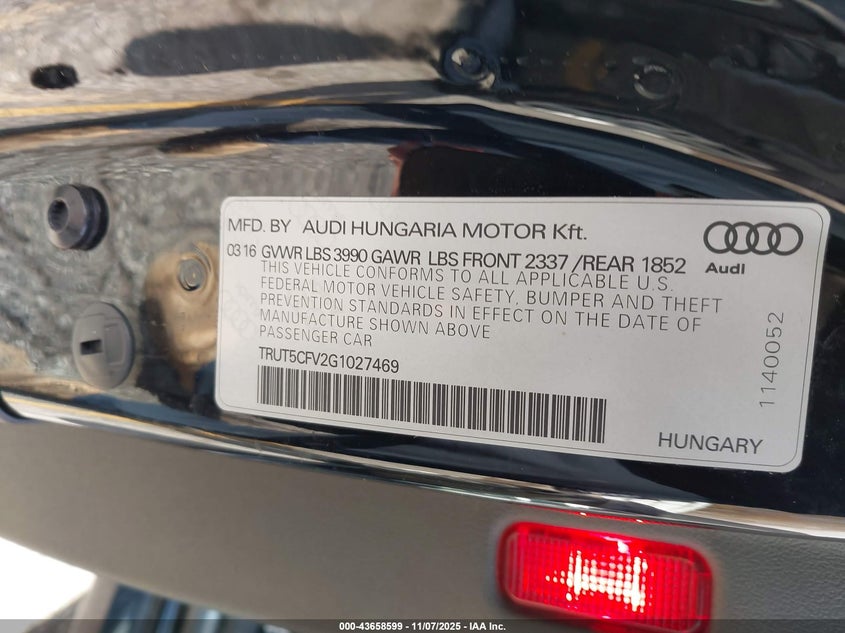 MFD. BY AUDI HUNGARIA MOTOR Kft.
03 16 GVWR LBS 3990 GAWR LBS FRONT 2337 /REAR 1852
THIS VEHICLE CONFORMS TO ALL APPLICABLE U.S.
FEDERAL MOTOR VEHICLE SAFETY, BUMPER AND THEFT
PREVENTION STANDARDS IN EFFECT ON THE DATE OF
MANUFACTURE SHOWN ABOVE
PASSENGER CAR
TRUT5CFV2G1027469
Audi
1140052
HUNGARY
000-43658599 - 11/07/2025 - IAA Inc.